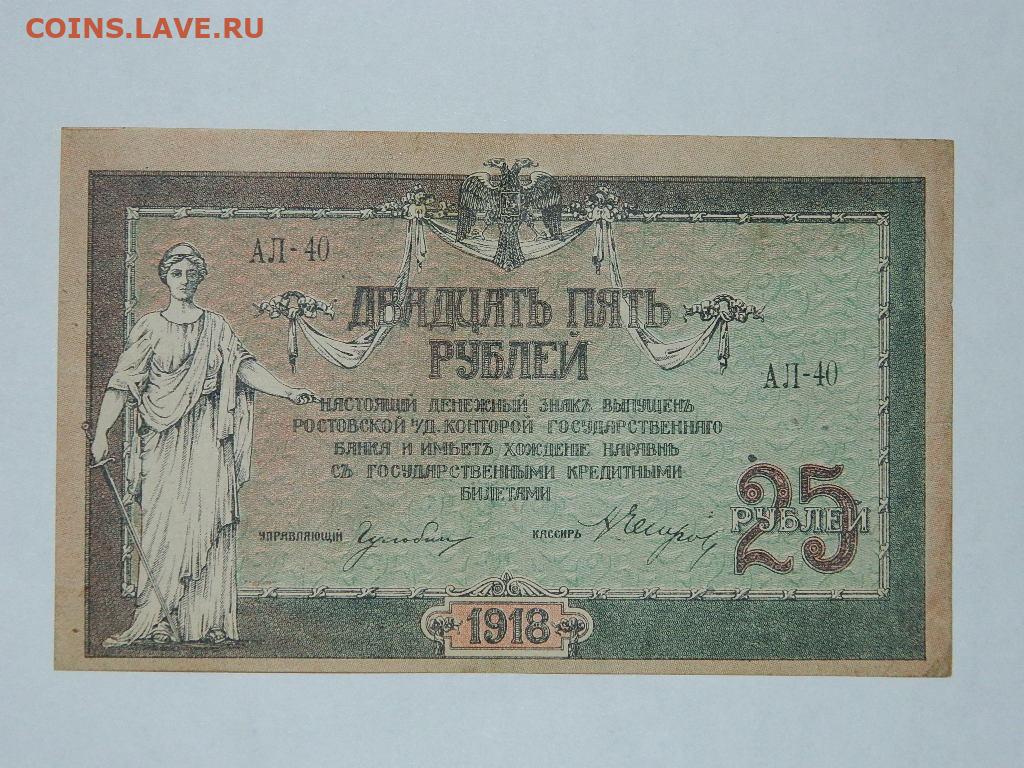 COINS.LAVE.RU
АЛ-40
ДВАДЦАТЬ ПЯТЬ
РУБЛЕЙ
АЛ-40
НАСТОЯЩІЙ ДЕНЕЖНЫЙ ЗНАКЪ ВЫПУЩЕНЪ
РОСТОВСКОЙ Н/Д. КОНТОРОЙ ГОСУДАРСТВЕННАГО
БАНКА И ИМѢЕТЪ ХОЖДЕНІЕ НАРАВНѢ
СЪ ГОСУДАРСТВЕННЫМИ КРЕДИТНЫМИ
БИЛЕТАМИ
25
РУБЛЕЙ
УПРАВЛЯЮЩІЙ
КАССИРЪ
1918